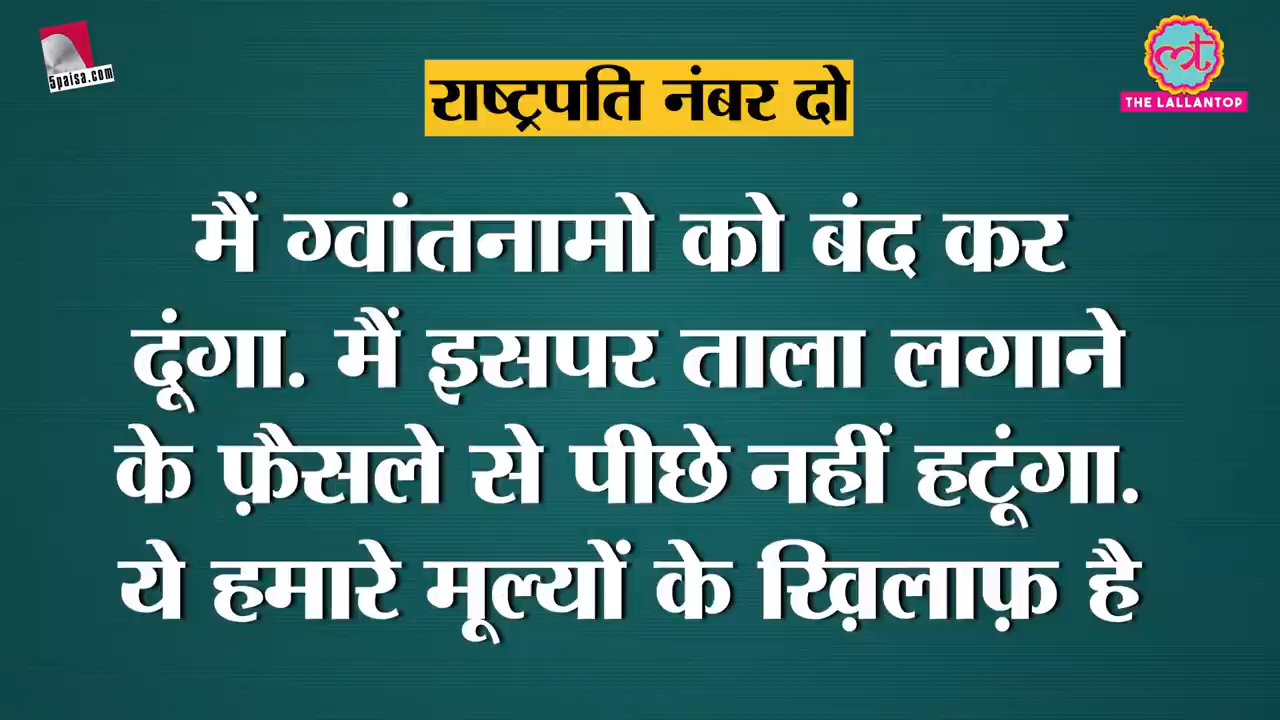 5paisa.com
राष्ट्रपति नंबर दो
THE LALLANTOP
मैं ग्वांतनामो को बंद कर
दूंगा. मैं इसपर ताला लगाने
के फ़ैसले से पीछे नहीं हटूंगा.
ये हमारे मूल्यों के ख़िलाफ़ है